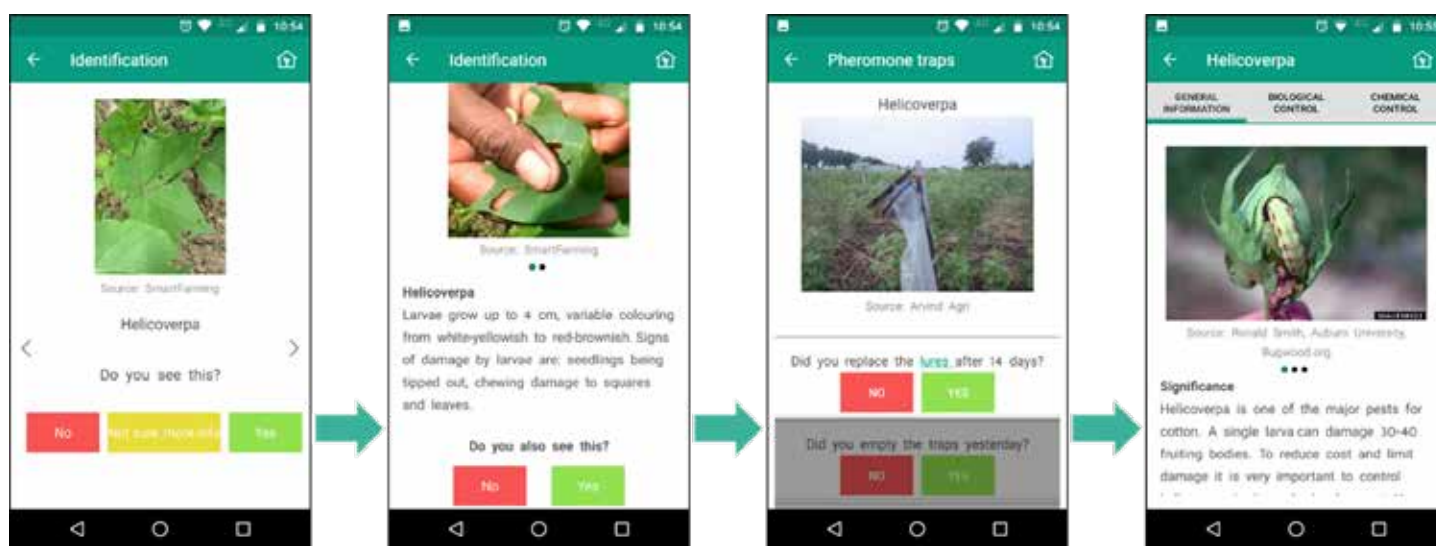 10:54
Identification
Source: SmartFarming
Helicoverpa
Do you see this?
No
Not sure more info
Yes
10:54
Identification
Source: SmartFarming
Helicoverpa
Larvae grow up to 4 cm, variable colouring
from white-yellowish to red-brownish. Signs
of damage by larvae are: seedlings being
tipped out, chewing damage to squares
and leaves.
Do you also see this?
No
Yes
10:54
Pheromone traps
Helicoverpa
Source: Arvind Agri
Did you replace the lures after 14 days?
NO
YES
Did you empty the traps yesterday?
NO
YES
10:55
Helicoverpa
GENERAL INFORMATION
BIOLOGICAL CONTROL
CHEMICAL CONTROL
Source: Ronald Smith, Auburn University,
Bugwood.org
Significance
Helicoverpa is one of the major pests for
cotton. A single larva can damage 30-40
fruiting bodies. To reduce cost and limit
damage it is very important to control